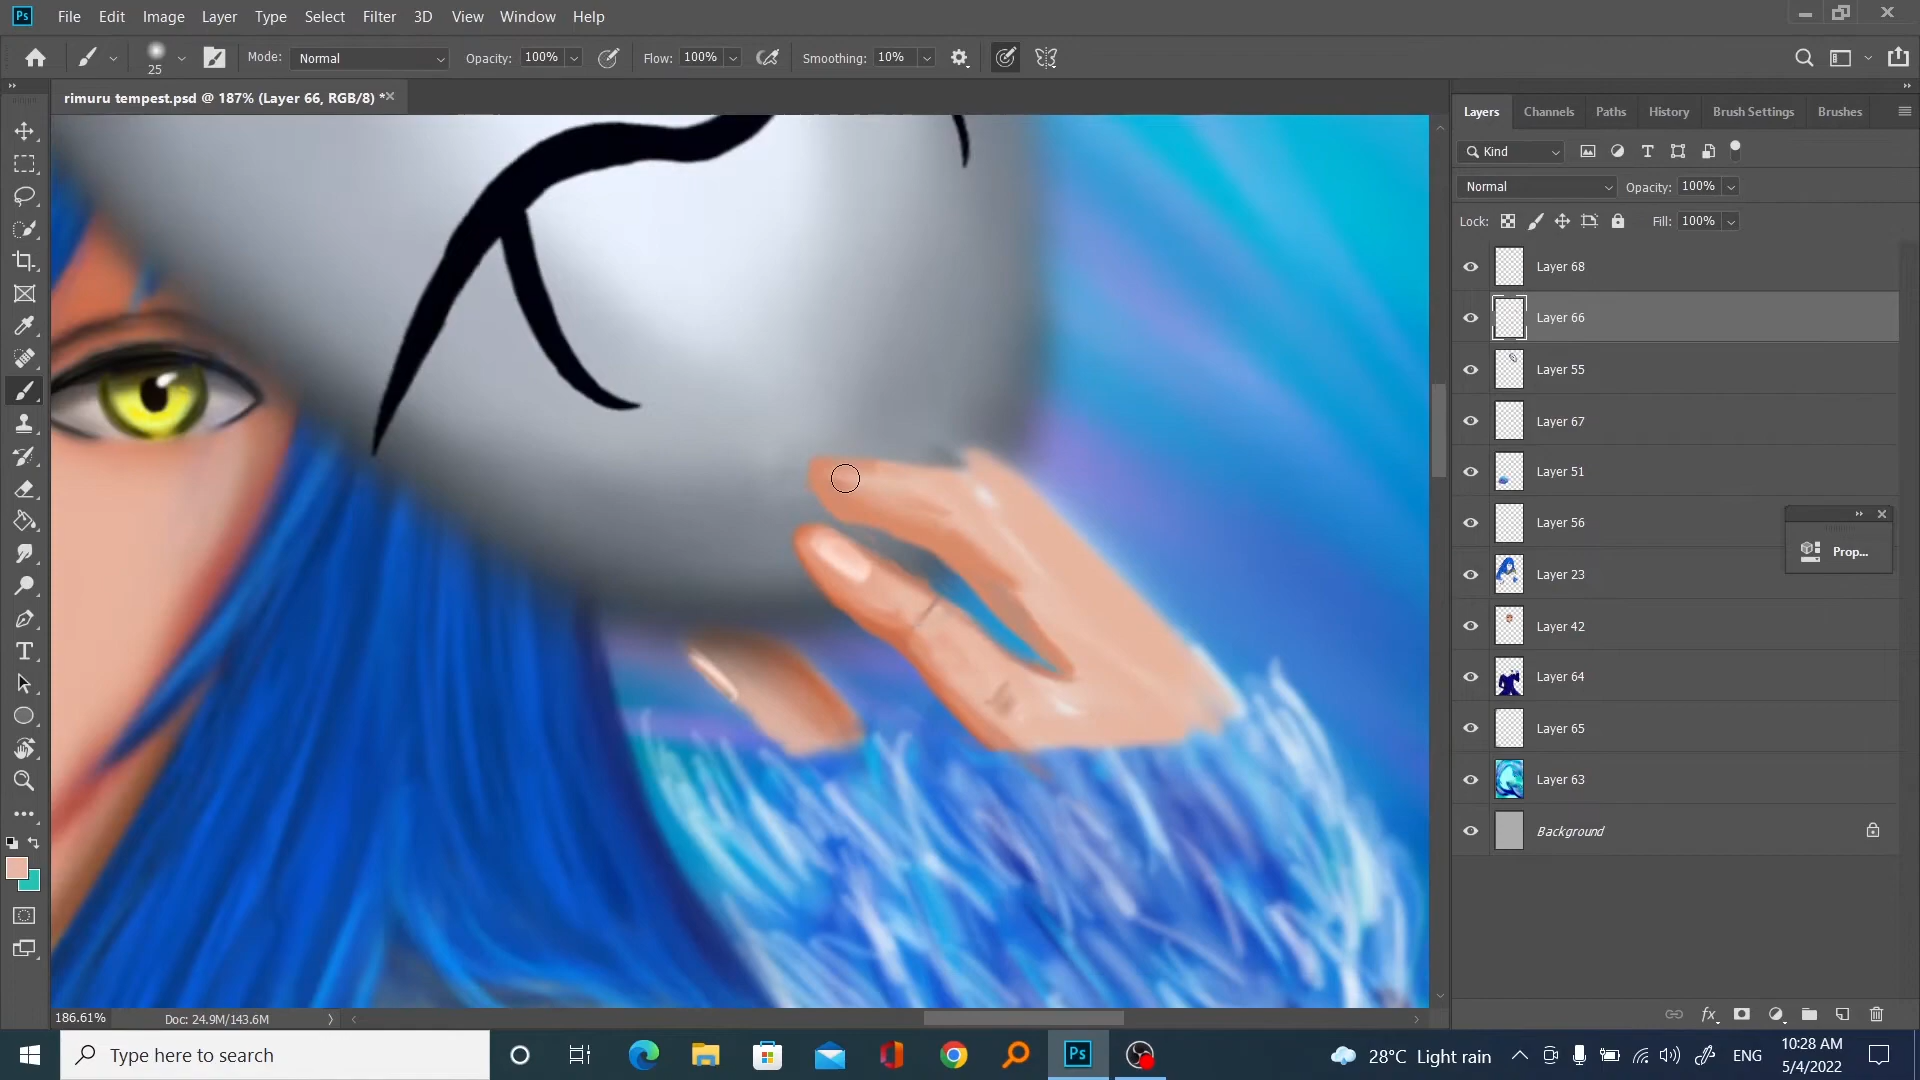 Ps File Edit Image Layer Type Select Filter 3D View Window Help
25 Mode: Normal Opacity: 100% Flow: 100% Smoothing: 10%
rimuru tempest.psd @ 187% (Layer 66, RGB/8) *
Layers Channels Paths History Brush Settings Brushes
Kind
Normal Opacity: 100%
Lock: Fill: 100%
Layer 68
Layer 66
Layer 55
Layer 67
Layer 51
Layer 56
Prop...
Layer 23
Layer 42
Layer 64
Layer 65
Layer 63
Background
186.61% Doc: 24.9M/143.6M
fx
Type here to search
Ps
28°C Light rain
ENG
10:28 AM
5/4/2022